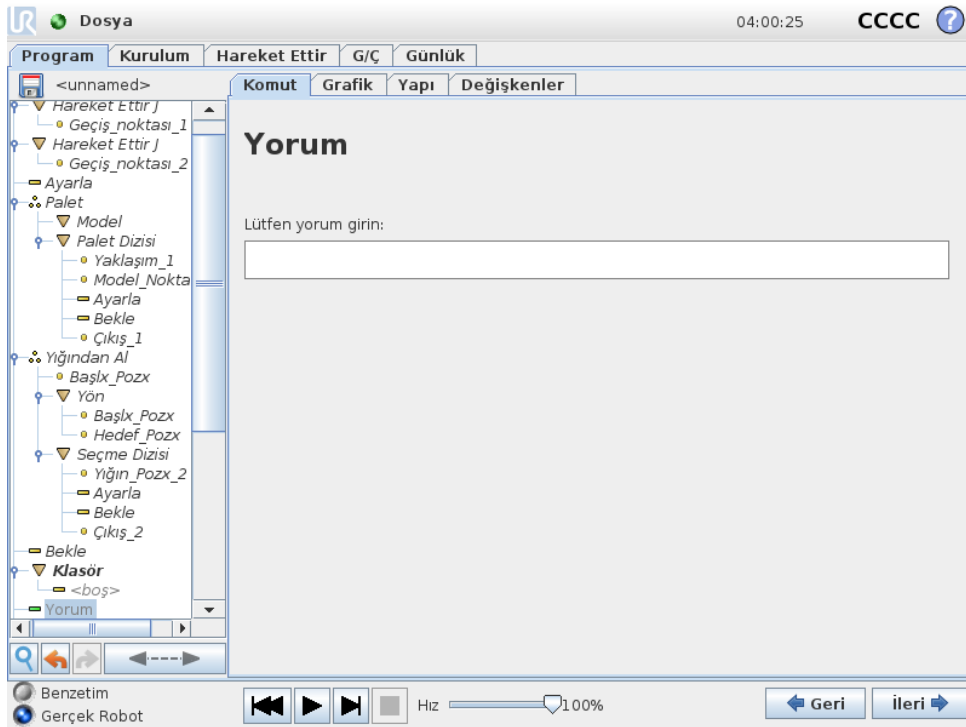 UR Dosya 04:00:25 CCCC ?
Program Kurulum Hareket Ettir G/Ç Günlük
<unnamed> Komut Grafik Yapı Değişkenler
Hareket Ettir J
Geçiş_noktası_1
Hareket Ettir J
Geçiş_noktası_2
Ayarla
Palet
Model
Palet Dizisi
Yaklaşım_1
Model_Nokta
Ayarla
Bekle
Çıkış_1
Yığından Al
Başlx_Pozx
Yön
Başlx_Pozx
Hedef_Pozx
Seçme Dizisi
Yığın_Pozx_2
Ayarla
Bekle
Çıkış_2
Bekle
Klasör
<boş>
Yorum
Yorum
Lütfen yorum girin:
Benzetim
Gerçek Robot
Hız 100%
Geri İleri